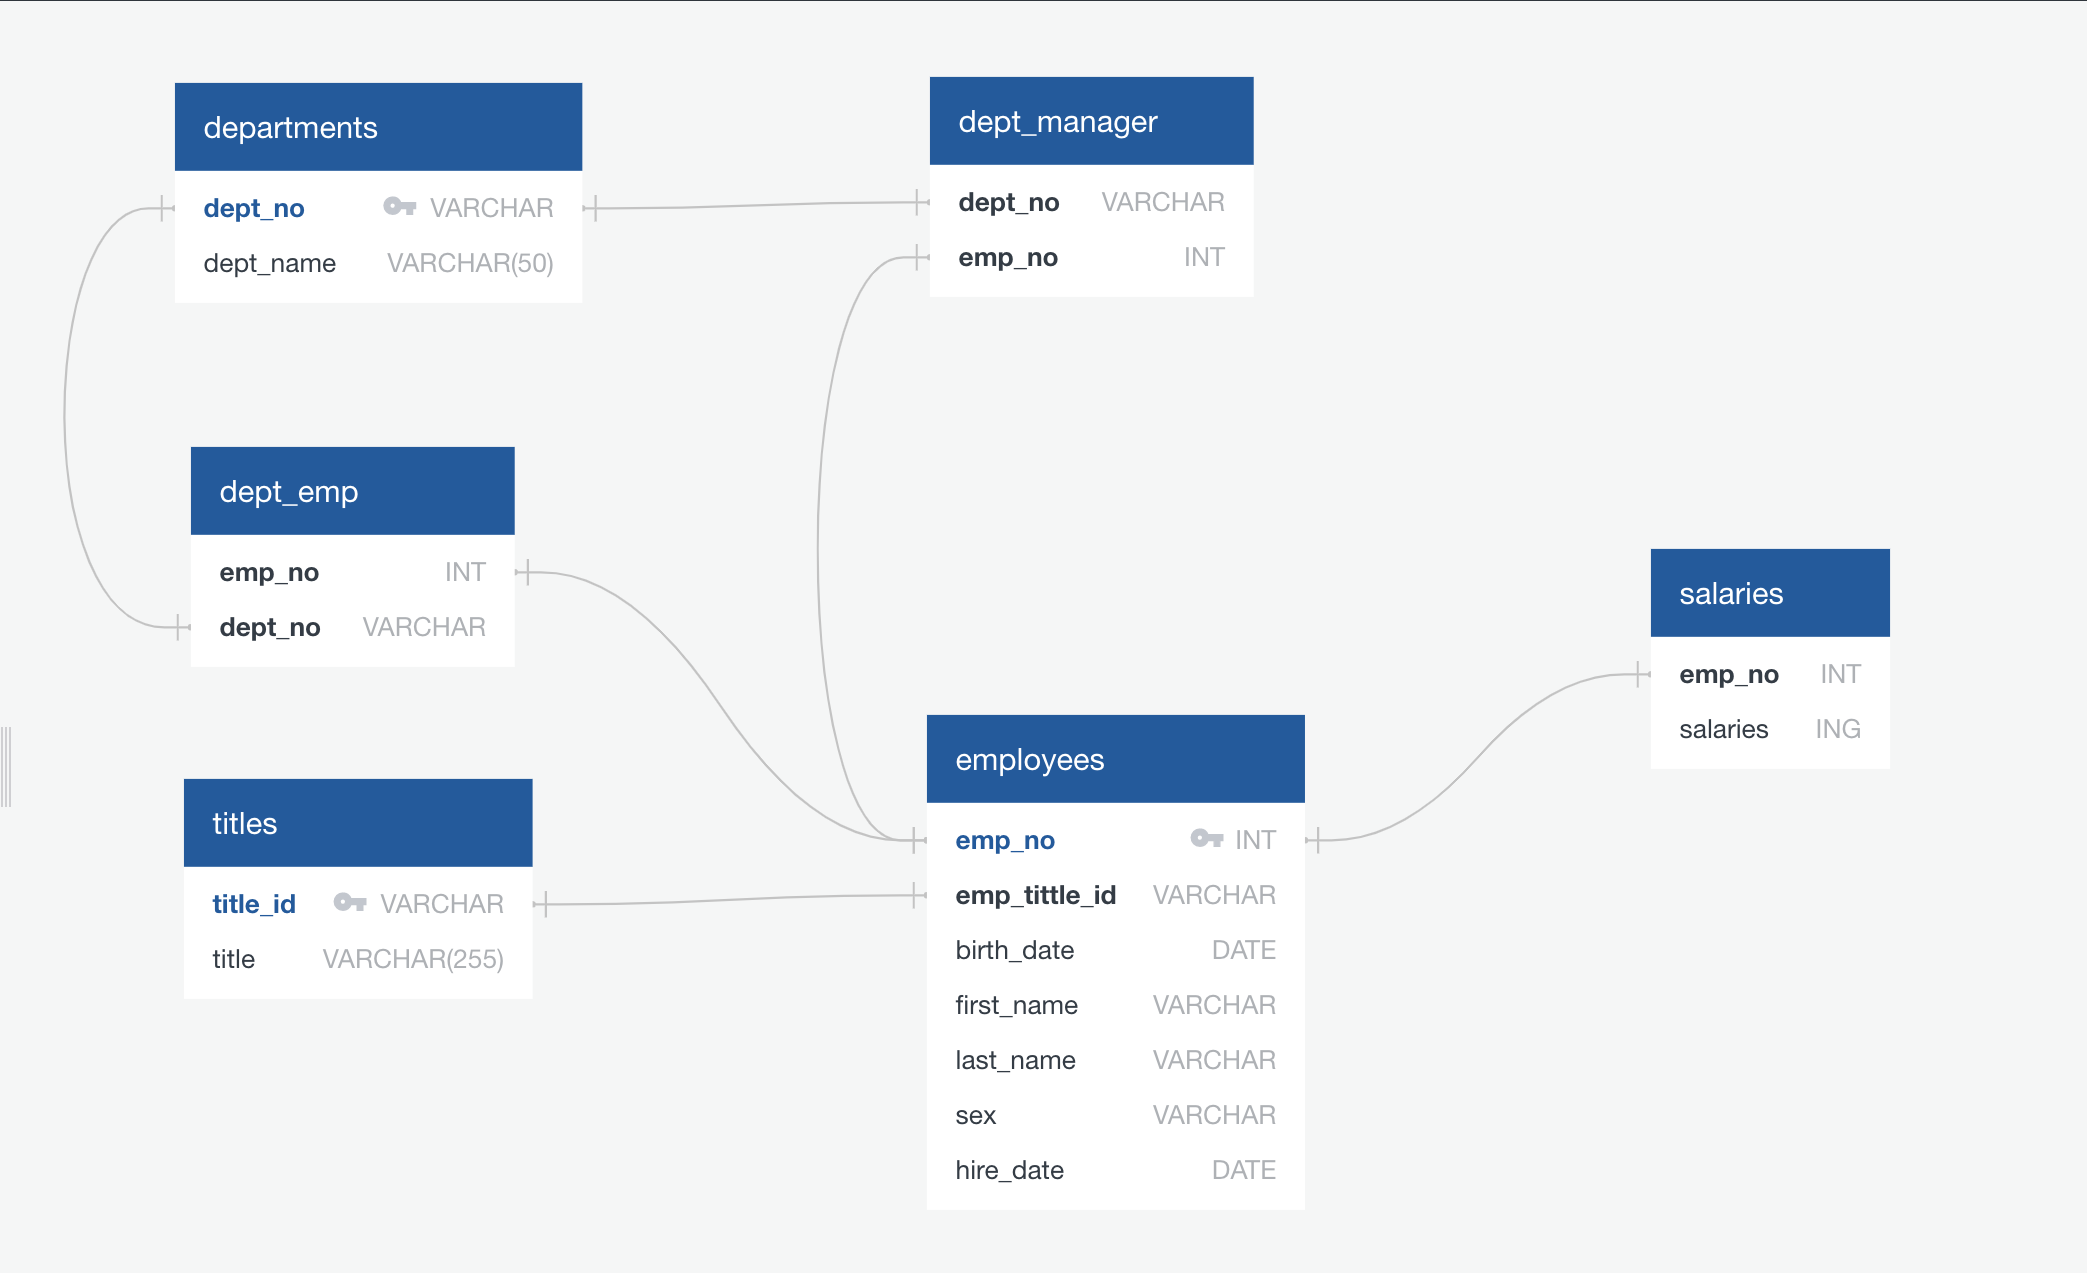 departments
dept_no VARCHAR
dept_name VARCHAR(50)
dept_manager
dept_no VARCHAR
emp_no INT
dept_emp
emp_no INT
dept_no VARCHAR
salaries
emp_no INT
salaries ING
titles
title_id VARCHAR
title VARCHAR(255)
employees
emp_no INT
emp_tittle_id VARCHAR
birth_date DATE
first_name VARCHAR
last_name VARCHAR
sex VARCHAR
hire_date DATE